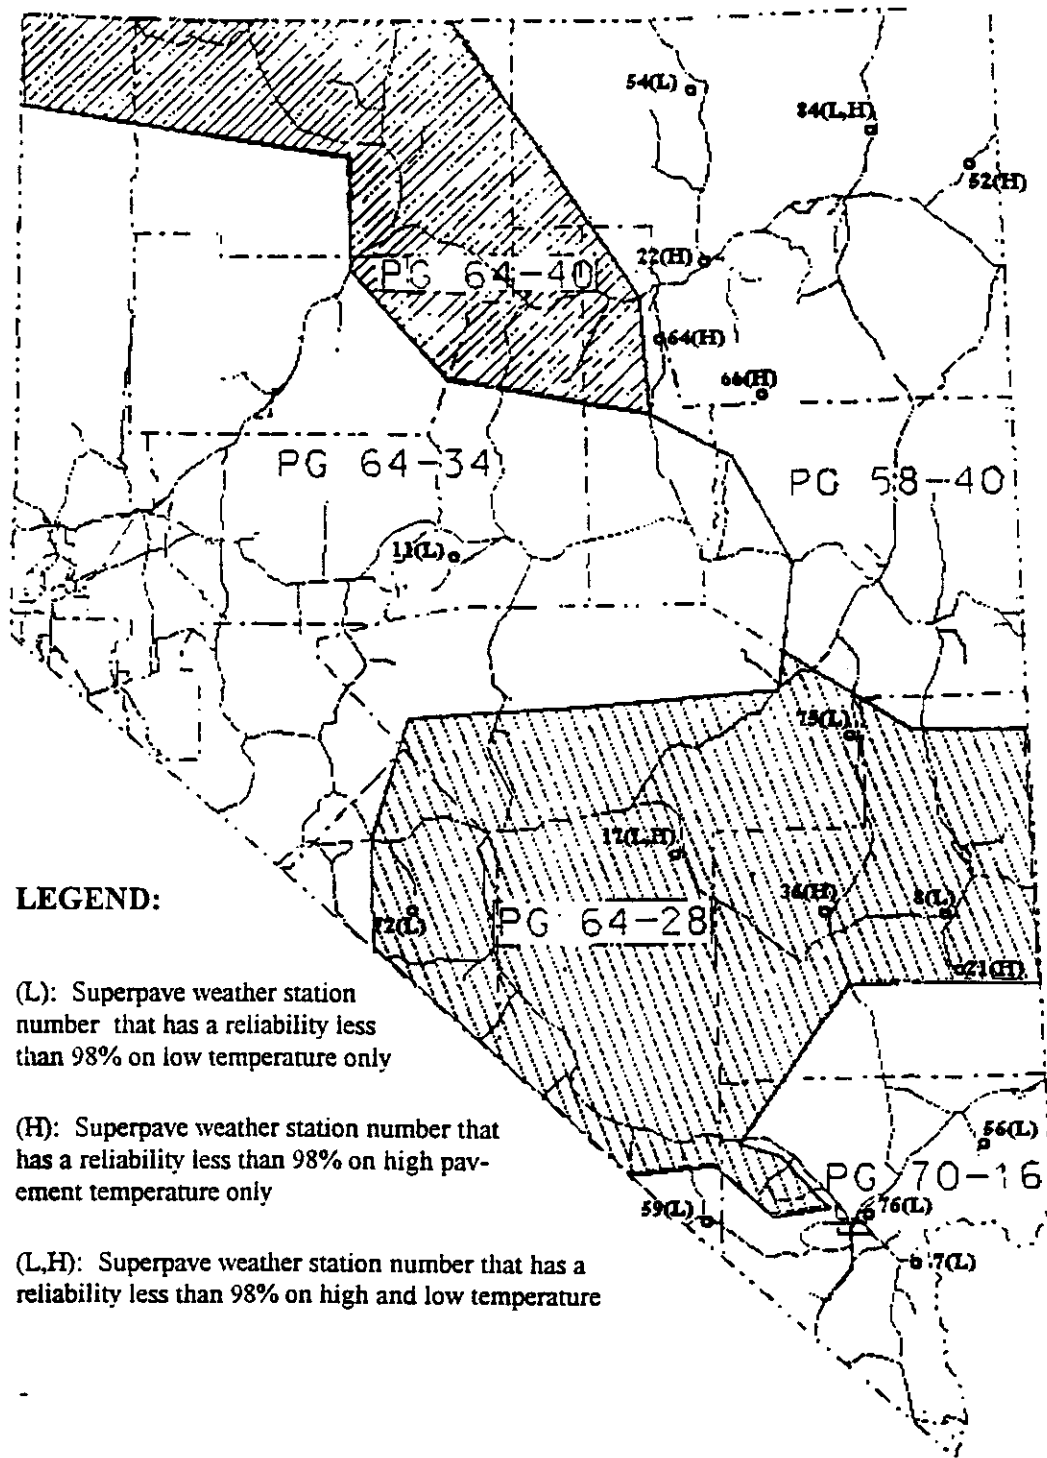 54(L)
84(L,H)
52(H)
22(H)
PG 64-40
64(H)
66(H)
PG 64-34
PG 58-40
11(L)
75(L)
17(L,H)
LEGEND:
36(H)
8(L)
72(L)
PG 64-28
21(H)
(L): Superpave weather station
number that has a reliability less
than 98% on low temperature only
(H): Superpave weather station number that
has a reliability less than 98% on high pav-
ement temperature only
56(L)
PG 70-16
59(L)
76(L)
7(L)
(L,H): Superpave weather station number that has a
reliability less than 98% on high and low temperature